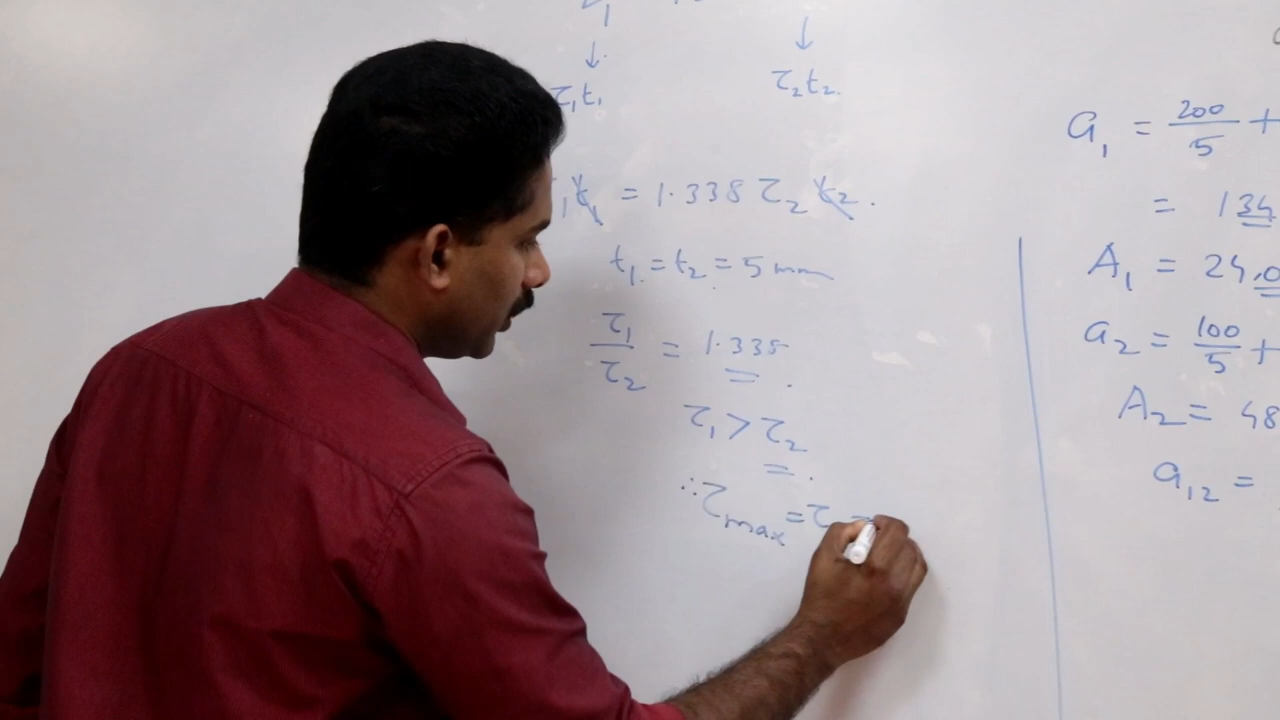 ↓ ↓
τ₁t₁ τ₂t₂.
₁t₁ = 1.338 τ₂ t₂.
t₁ = t₂ = 5 mm
τ₁/τ₂ = 1.338.
τ₁ > τ₂.
∴ τmax = τ =
a₁ = 200/5 +
= 134
A₁ = 24.0
a₂ = 100/5 +
A₂ = 48
a₁₂ =